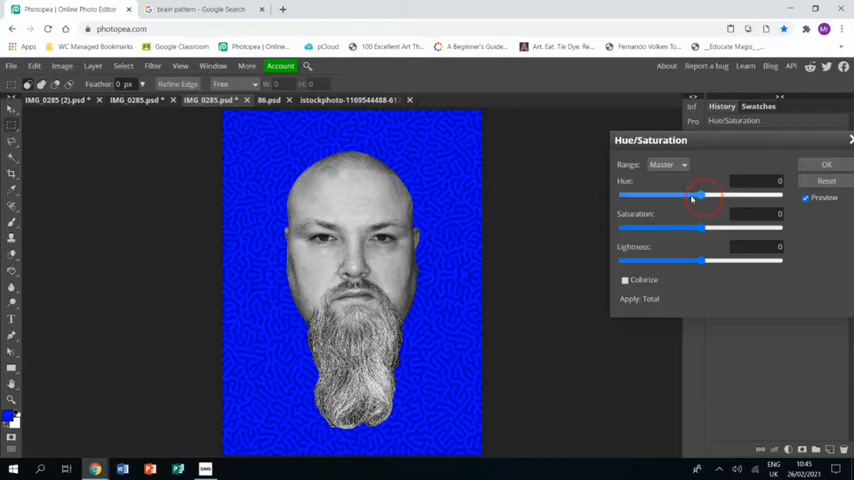 Photopea | Online Photo Editor
brain pattern - Google Search
photopea.com
Apps
WC Managed Bookmarks
Google Classroom
Photopea | Online...
pCloud
100 Excellent Art Th...
A Beginner's Guide...
Art. Eat. Tie Dye. Re...
Fernando Volken To...
__Educate Magis_ -...
File Edit Image Layer Select Filter View Window More Account
About Report a bug Learn Blog API
Feather: 0 px Refine Edge Free W: 0 H: 0
IMG_0285 (2).psd * IMG_0285.psd * IMG_0285.psd * 86.psd istockphoto-1169544488-612
Inf History Swatches
Pro Hue/Saturation
Hue/Saturation
Range: Master OK
Hue: 0 Reset
Preview
Saturation: 0
Lightness: 0
Colorize
Apply: Total
ENG 10:45
UK 26/02/2021